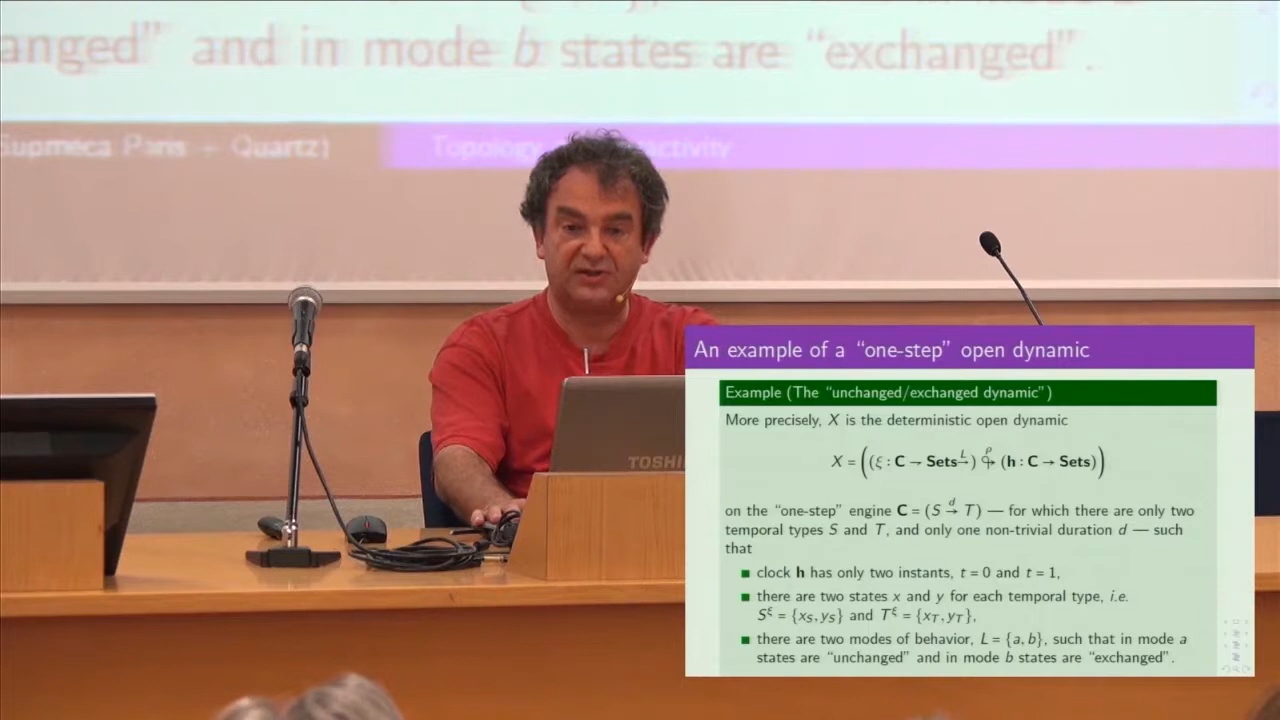 anged” and in mode b states are “exchanged”.
Supmeca Paris – Quartz)
Topology
activity
TOSHI
An example of a “one-step” open dynamic
Example (The “unchanged/exchanged dynamic”)
More precisely, X is the deterministic open dynamic
X = ((ξ : C ⇀ Sets→^L) ρ↬ (h : C → Sets))
on the “one-step” engine C = (S →^d T) — for which there are only two
temporal types S and T, and only one non-trivial duration d — such
that
clock h has only two instants, t = 0 and t = 1,
there are two states x and y for each temporal type, i.e.
S^ξ = {x_S, y_S} and T^ξ = {x_T, y_T},
there are two modes of behavior, L = {a, b}, such that in mode a
states are “unchanged” and in mode b states are “exchanged”.